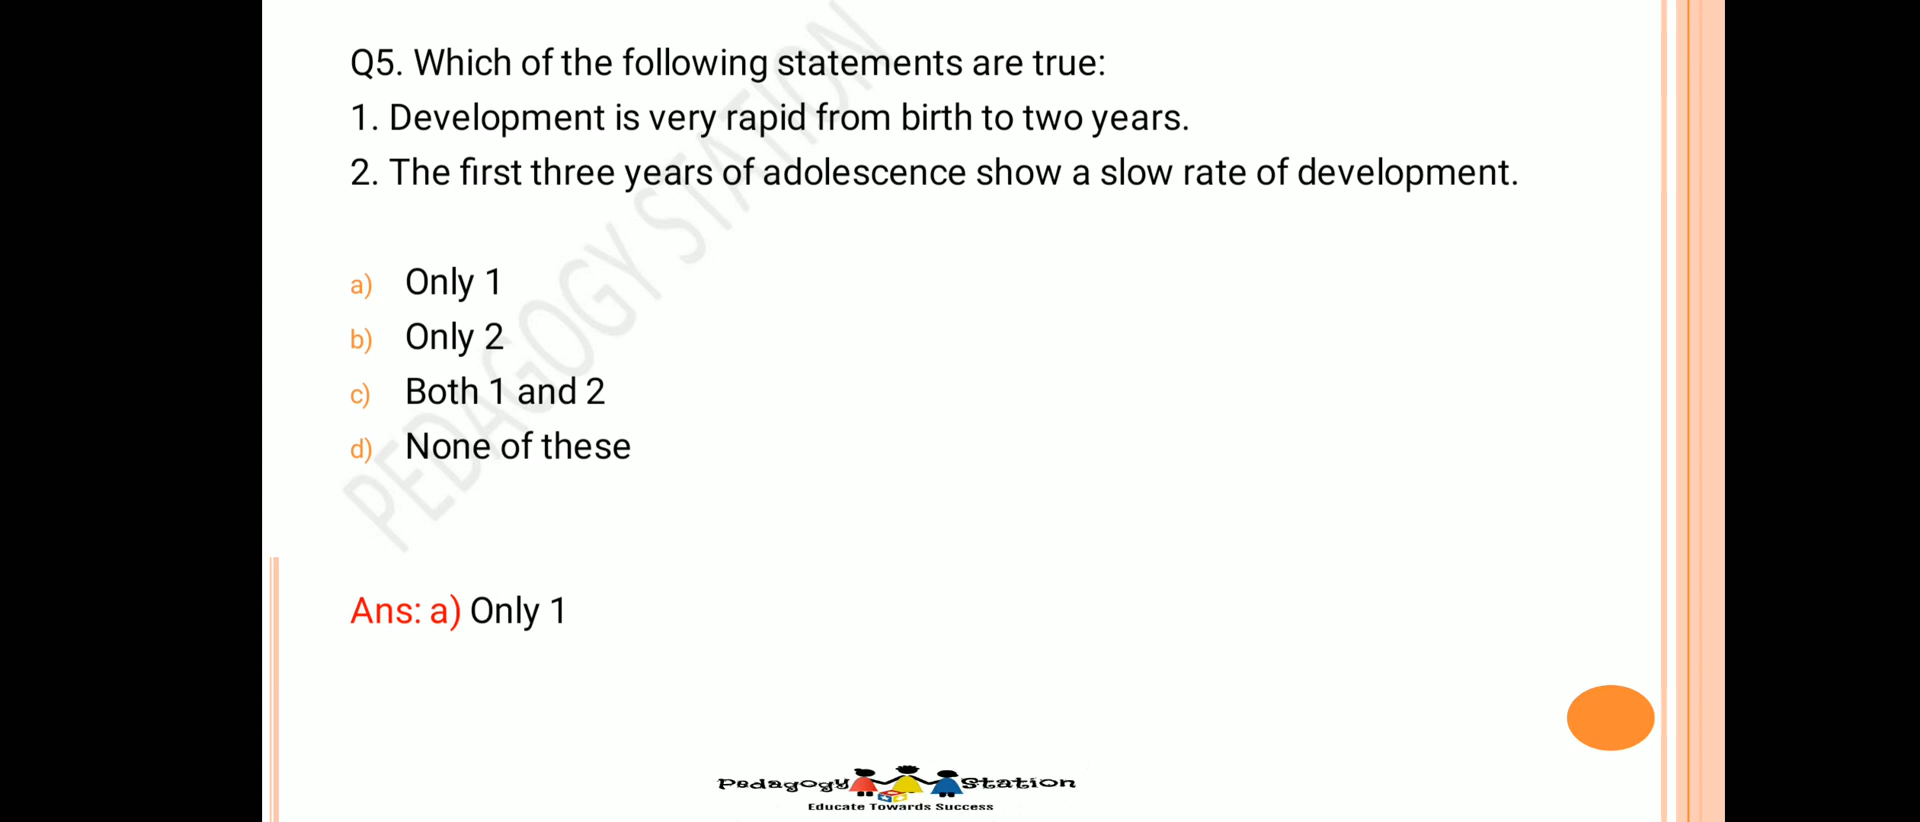 Q5. Which of the following statements are true:
1. Development is very rapid from birth to two years.
2. The first three years of adolescence show a slow rate of development.
a) Only 1
b) Only 2
c) Both 1 and 2
d) None of these
Ans: a) Only 1
PEDAGOGY STATION
Pedagogy Station
Educate Towards Success